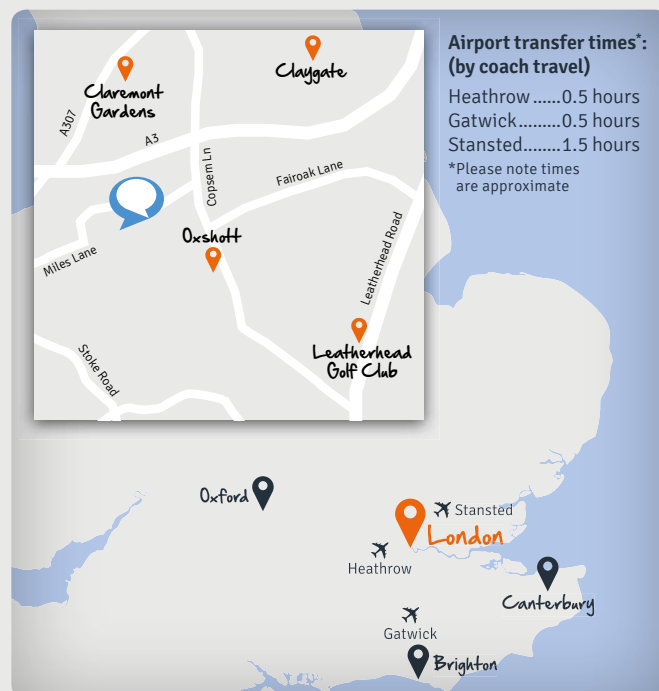 Airport transfer times*:
(by coach travel)
Heathrow ......0.5 hours
Gatwick.........0.5 hours
Stansted........1.5 hours
*Please note times
are approximate
Claremont
Gardens
Claygate
A307
A3
Copsem Ln
Fairoak Lane
Oxshott
Miles Lane
Leatherhead Road
Leatherhead
Golf Club
Stoke Road
Oxford
Stansted
London
Heathrow
Canterbury
Gatwick
Brighton